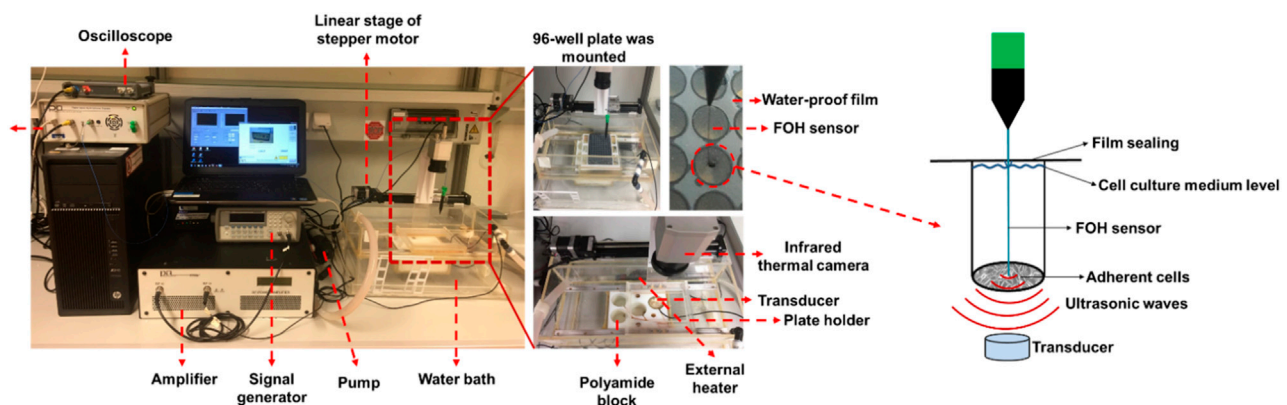 Oscilloscope
Linear stage of
stepper motor
96-well plate was
mounted
Water-proof film
FOH sensor
Film sealing
Cell culture medium level
FOH sensor
Infrared
thermal camera
Adherent cells
Ultrasonic waves
Transducer
Plate holder
Transducer
Amplifier
Signal
generator
Pump
Water bath
Polyamide
block
External
heater